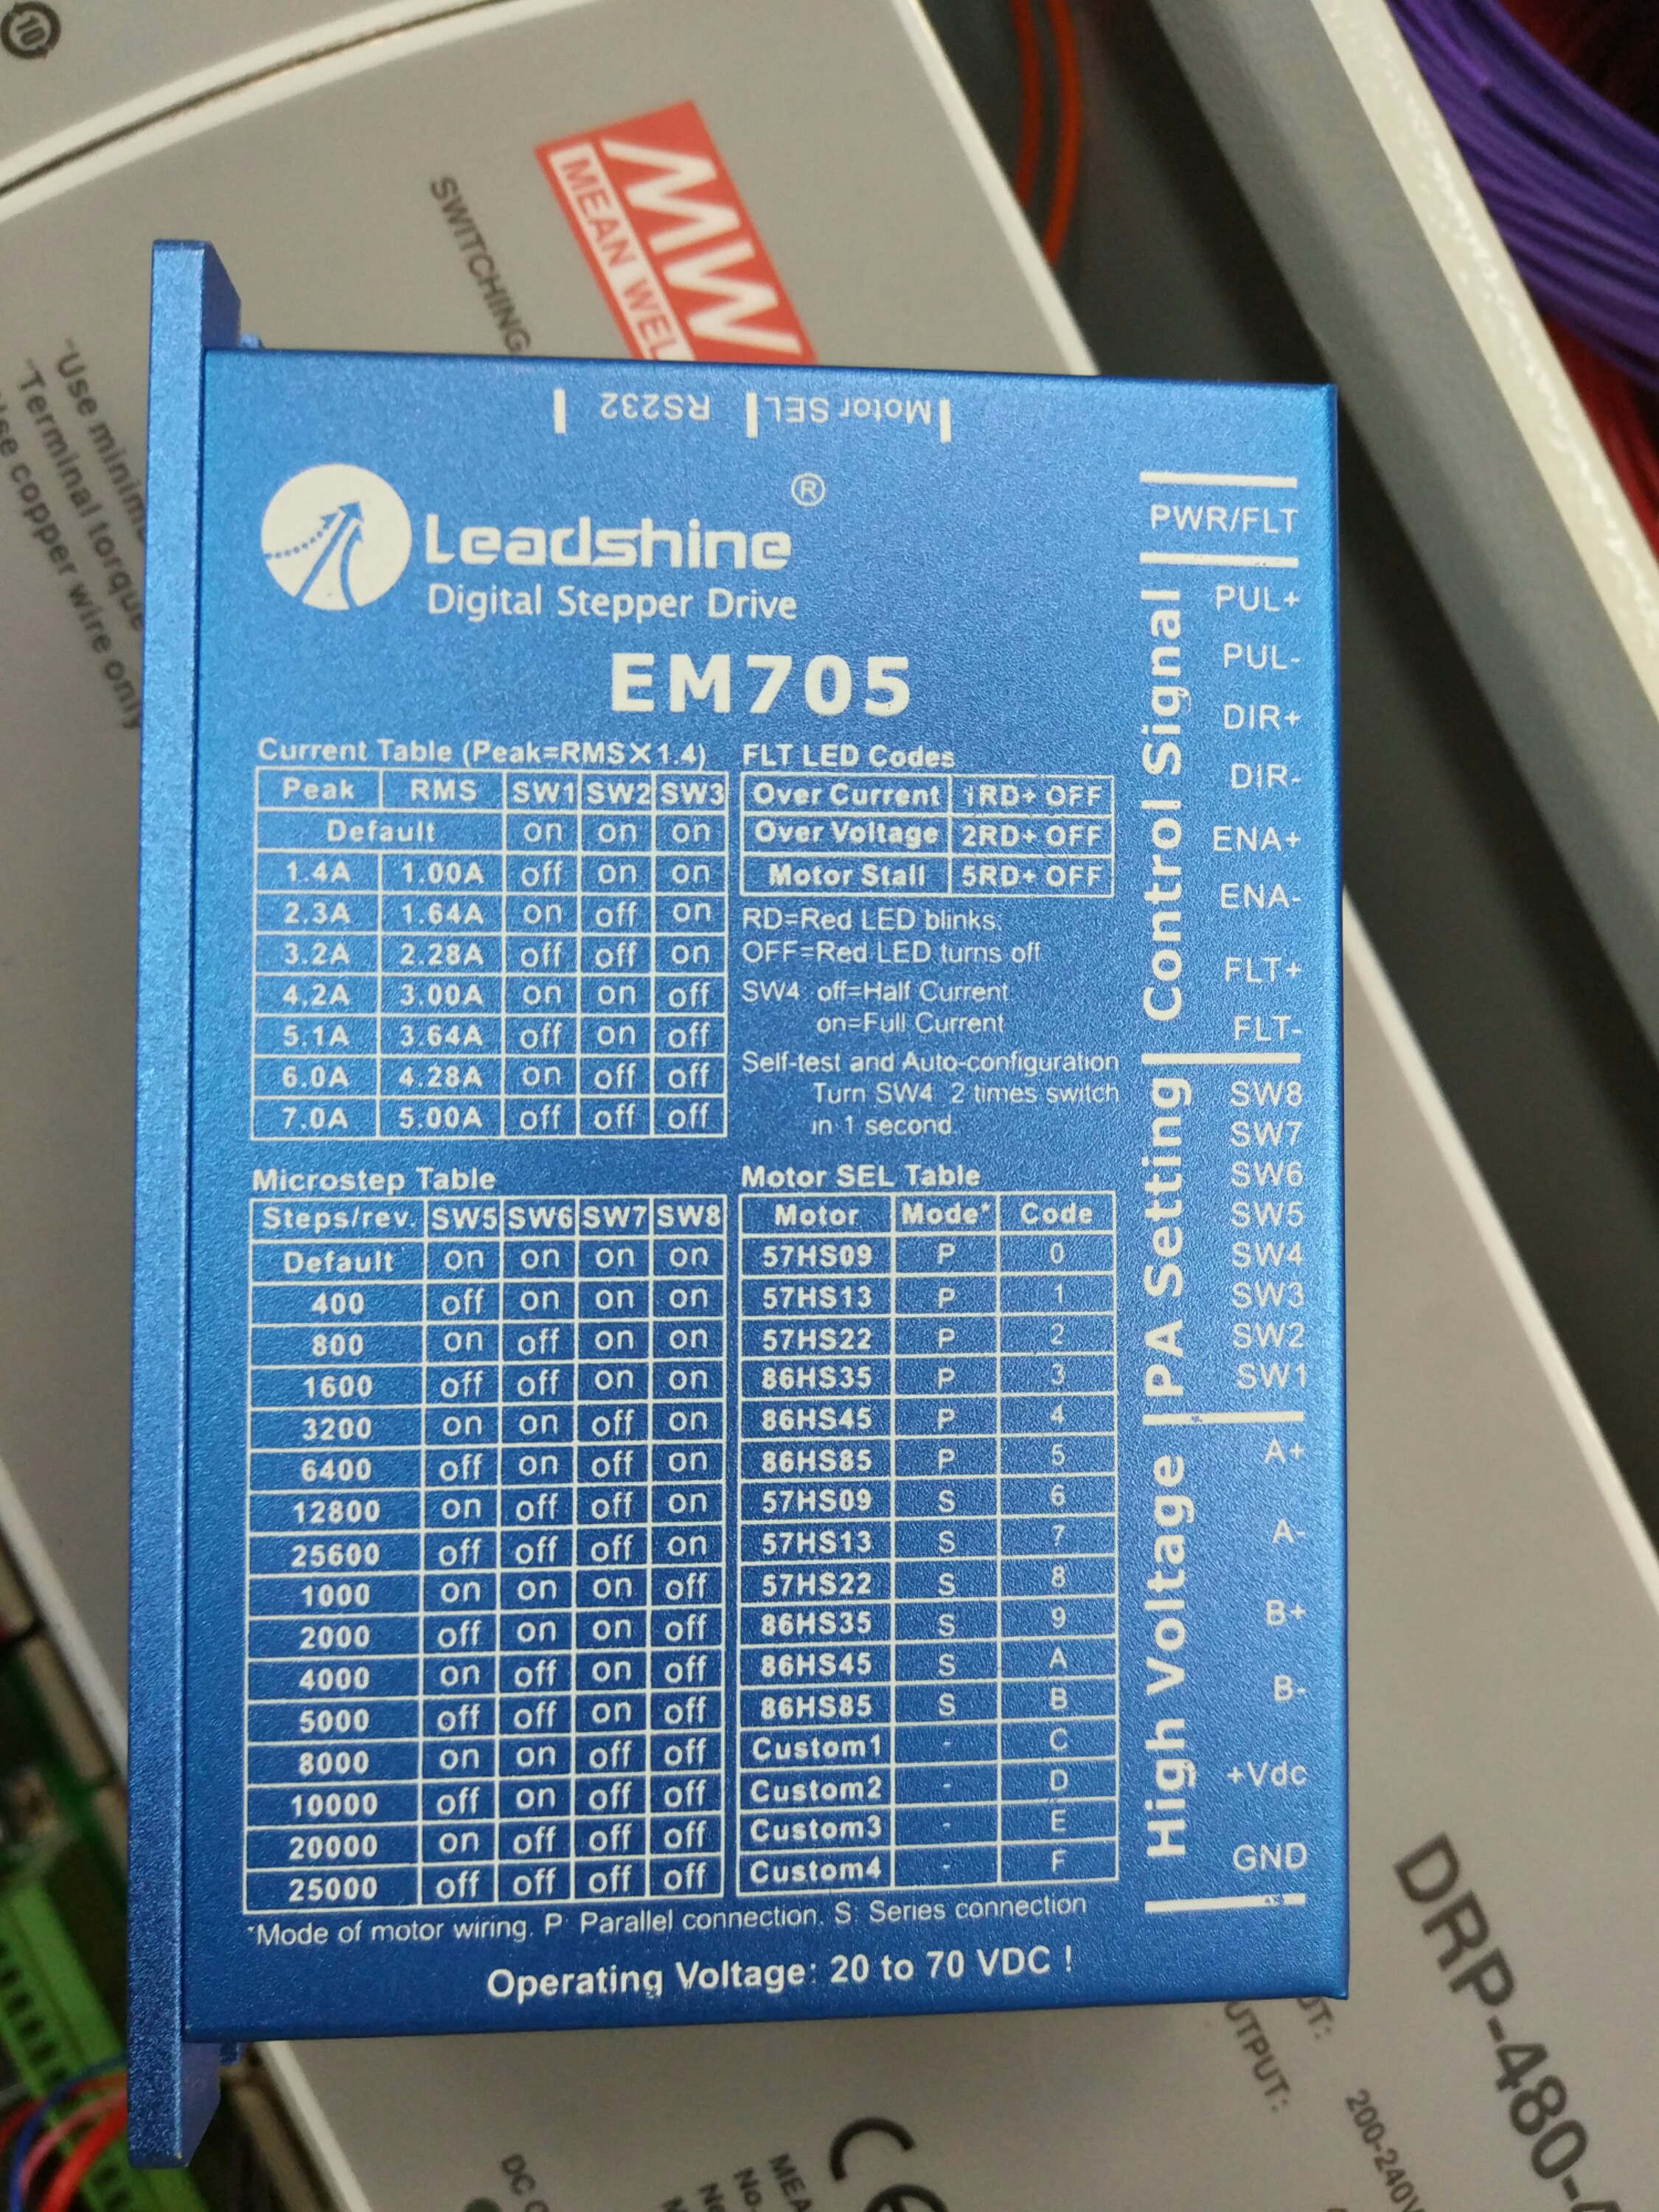 10
MW
MEAN WEL
SWITCHING
"Use minim
"Terminal torque
se copper wire only
RS232
Motor SEL
Leadshine ®
Digital Stepper Drive
EM705
Current Table (Peak=RMSX1.4)
Peak RMS SW1 SW2 SW3
Default on on on
1.4A 1.00A off on on
2.3A 1.64A on off on
3.2A 2.28A off off on
4.2A 3.00A on on off
5.1A 3.64A off on off
6.0A 4.28A on off off
7.0A 5.00A off off off
FLT LED Codes
Over Current 1RD+ OFF
Over Voltage 2RD+ OFF
Motor Stall 5RD+ OFF
RD=Red LED blinks.
OFF=Red LED turns off
SW4 off=Half Current
on=Full Current
Self-test and Auto-configuration
Turn SW4 2 times switch
in 1 second.
Microstep Table
Steps/rev. SW5 SW6 SW7 SW8
Default on on on on
400 off on on on
800 on off on on
1600 off off on on
3200 on on off on
6400 off on off on
12800 on off off on
25600 off off off on
1000 on on on off
2000 off on on off
4000 on off on off
5000 off off on off
8000 on on off off
10000 off on off off
20000 on off off off
25000 off off off off
Motor SEL Table
Motor Mode* Code
57HS09 P 0
57HS13 P 1
57HS22 P 2
86HS35 P 3
86HS45 P 4
86HS85 P 5
57HS09 S 6
57HS13 S 7
57HS22 S 8
86HS35 S 9
86HS45 S A
86HS85 S B
Custom1 - C
Custom2 - D
Custom3 - E
Custom4 - F
*Mode of motor wiring. P: Parallel connection. S: Series connection
Operating Voltage: 20 to 70 VDC !
PWR/FLT
Control Signal
PUL+
PUL-
DIR+
DIR-
ENA+
ENA-
FLT+
FLT-
PA Setting
SW8
SW7
SW6
SW5
SW4
SW3
SW2
SW1
High Voltage
A+
A-
B+
B-
+Vdc
GND
DRP-480-
UT:
200-240V
UTPUT:
CE
MEA
No.
DC